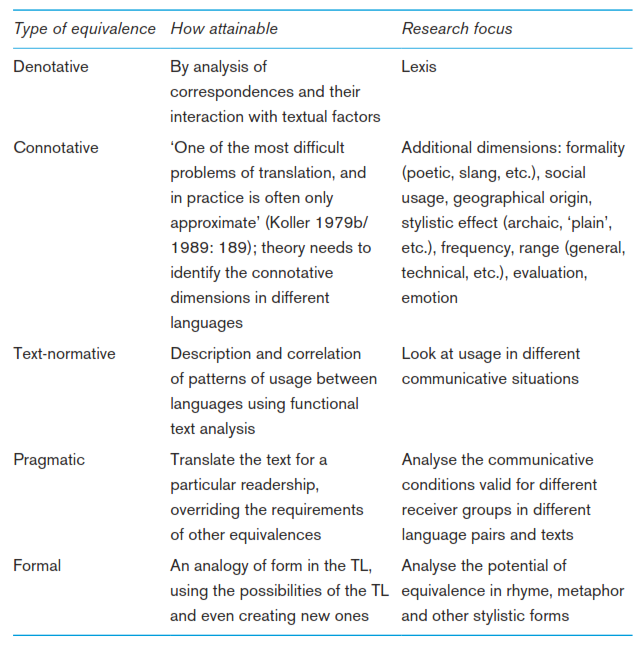 Type of equivalence How attainable Research focus
Denotative By analysis of Lexis
correspondences and their
interaction with textual factors
Connotative ‘One of the most difficult Additional dimensions: formality
problems of translation, and (poetic, slang, etc.), social
in practice is often only usage, geographical origin,
approximate’ (Koller 1979b/ stylistic effect (archaic, ‘plain’,
1989: 189); theory needs to etc.), frequency, range (general,
identify the connotative technical, etc.), evaluation,
dimensions in different emotion
languages
Text-normative Description and correlation Look at usage in different
of patterns of usage between communicative situations
languages using functional
text analysis
Pragmatic Translate the text for a Analyse the communicative
particular readership, conditions valid for different
overriding the requirements receiver groups in different
of other equivalences language pairs and texts
Formal An analogy of form in the TL, Analyse the potential of
using the possibilities of the TL equivalence in rhyme, metaphor
and even creating new ones and other stylistic forms